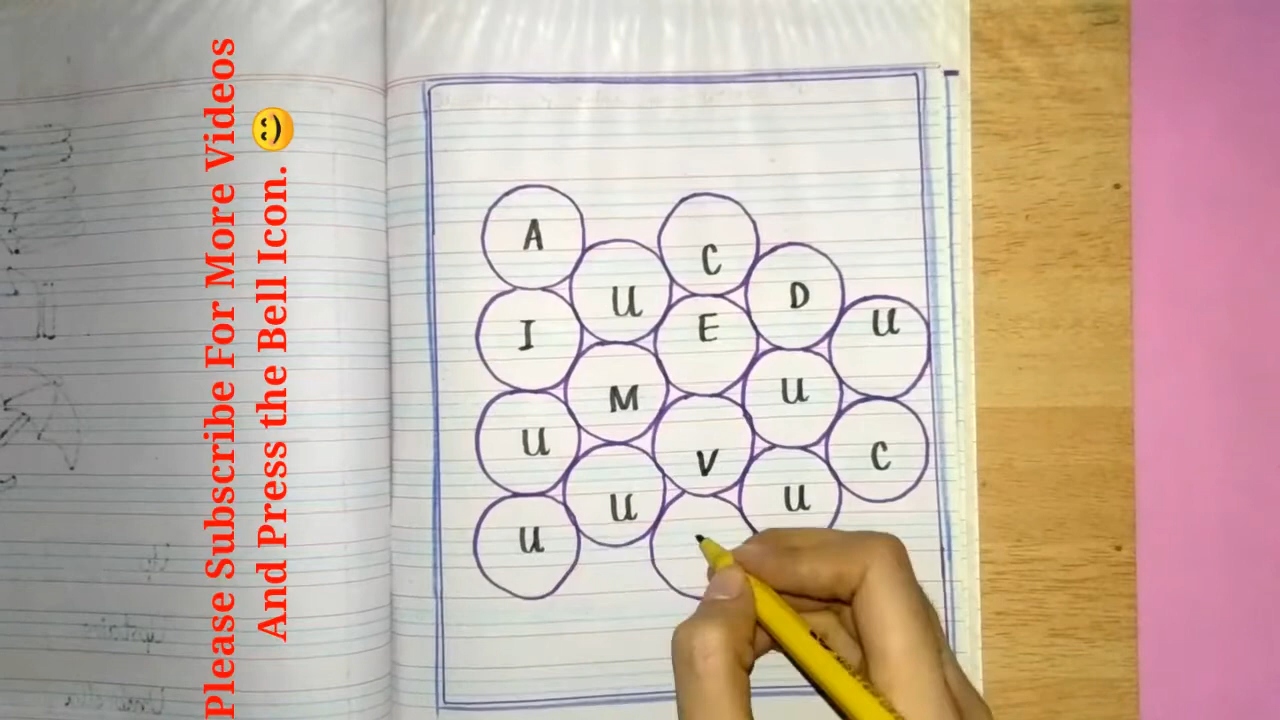 Please Subscribe For More Videos
And Press the Bell Icon. 😊
A
C
U
D
I
E
U
M
U
U
V
C
U
U
U